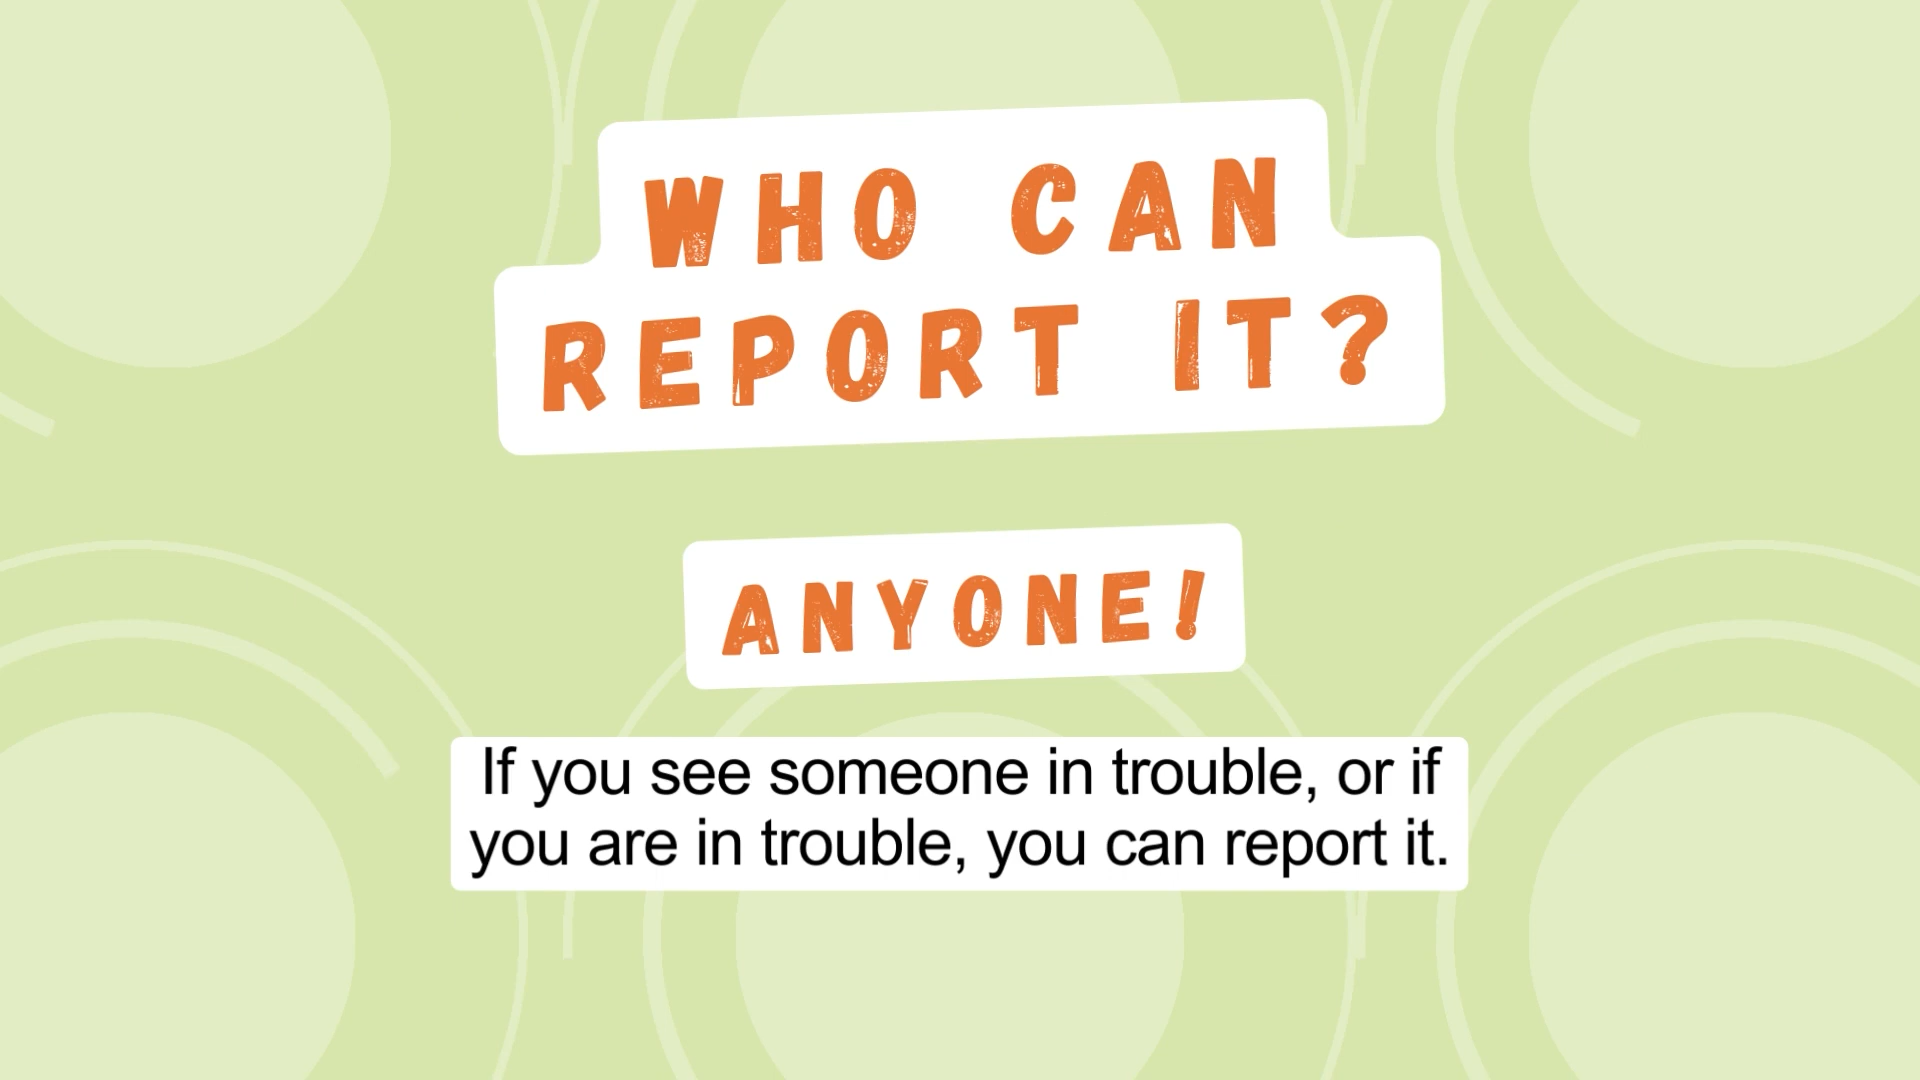 WHO CAN
REPORT IT?
ANYONE!
If you see someone in trouble, or if
you are in trouble, you can report it.